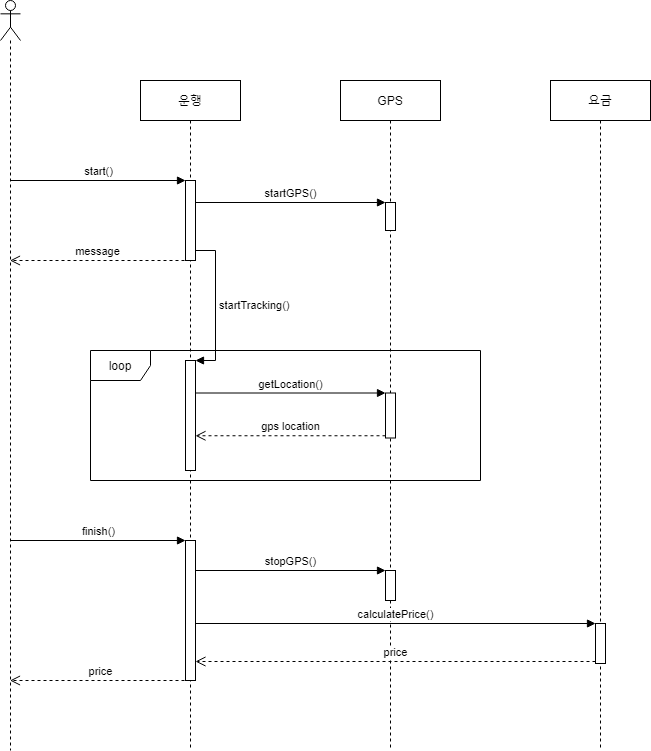 운행
GPS
요금
start()
startGPS()
message
startTracking()
loop
getLocation()
gps location
finish()
stopGPS()
calculatePrice()
price
price